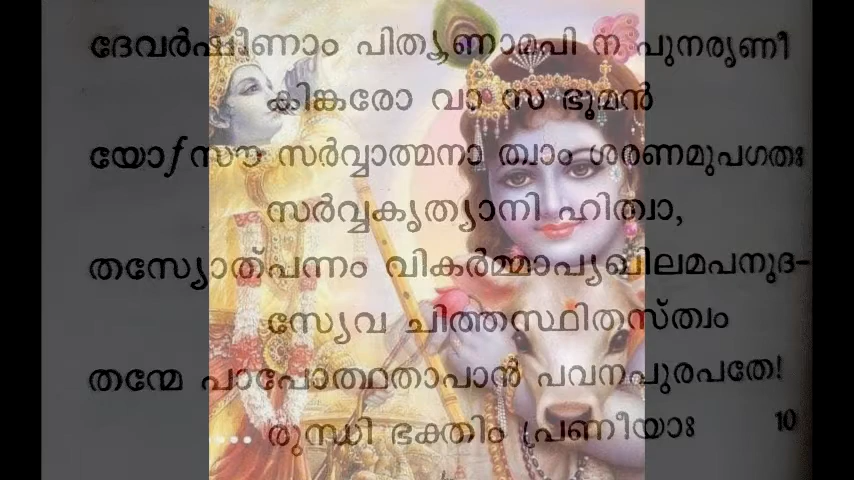 ദേവർഷീണാം പിതൄണാമപി ന പുനരൃണീ
കിങ്കരോ വാ സ ഭൂമൻ
യോƒസൗ സർവ്വാത്മനാ ത്വാം ശരണമുപഗതഃ
സർവ്വകൃത്യാനി ഹിത്വാ,
തസ്യോത്പന്നം വികർമ്മാപ്യഖിലമപനുദ–
സ്യേവ ചിത്തസ്ഥിതസ്ത്വം
തന്മേ പാപോത്ഥതാപാൻ പവനപുരപതേ!
രുന്ധി ഭക്തിം പ്രണീയാഃ 10